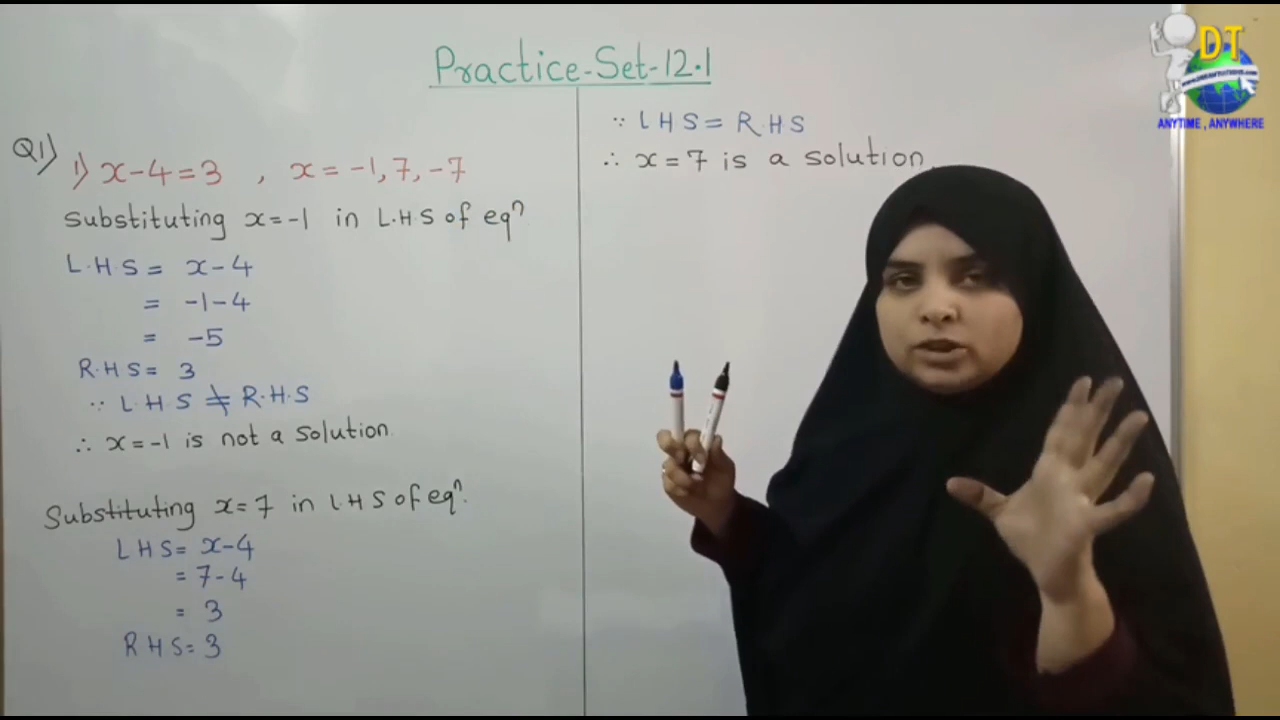 Practice-Set-12.1
Q1)
1) x-4=3 , x=-1,7,-7
Substituting x=-1 in L.H.S of eqⁿ
L.H.S = x-4
= -1-4
= -5
R.H.S = 3
∵ L.H.S ≠ R.H.S
∴ x=-1 is not a solution.
Substituting x=7 in L.H.S of eqⁿ.
LHS= x-4
= 7-4
= 3
RHS= 3
∵ LHS = R.HS
∴ x=7 is a solution.
DT
ANYTIME , ANYWHERE